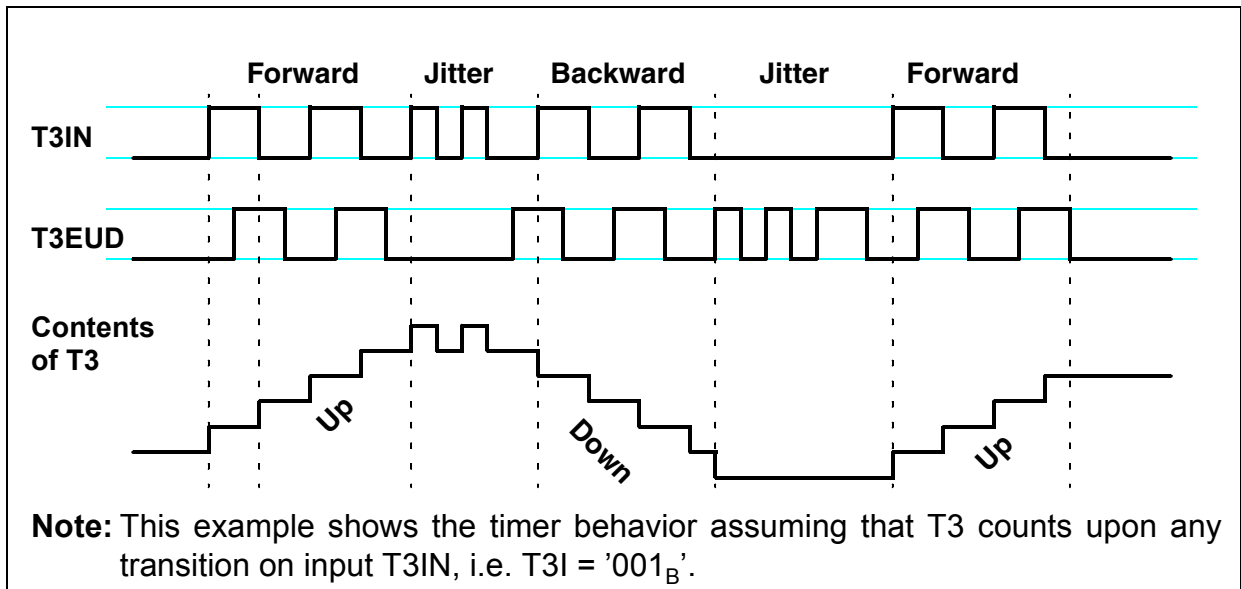 Forward Jitter Backward Jitter Forward
T3IN
T3EUD
Contents
of T3
Up
Down
Up
Note: This example shows the timer behavior assuming that T3 counts upon any
transition on input T3IN, i.e. T3I = ’001B’.